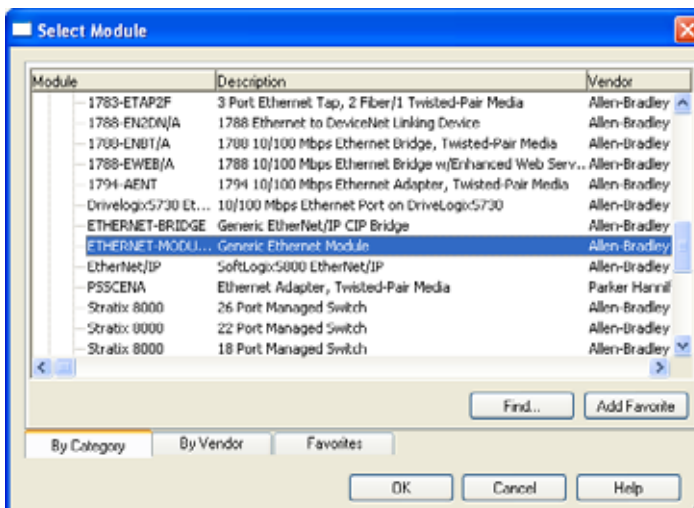 Select Module
Module Description Vendor
1783-ETAP2F 3 Port Ethernet Tap, 2 Fiber/1 Twisted-Pair Media Allen-Bradley
1788-EN2DN/A 1788 Ethernet to DeviceNet Linking Device Allen-Bradley
1788-ENBT/A 1788 10/100 Mbps Ethernet Bridge, Twisted-Pair Media Allen-Bradley
1788-EWEB/A 1788 10/100 Mbps Ethernet Bridge w/Enhanced Web Serv... Allen-Bradley
1794-AENT 1794 10/100 Mbps Ethernet Adapter, Twisted-Pair Media Allen-Bradley
Drivelogix5730 Et... 10/100 Mbps Ethernet Port on DriveLogix5730 Allen-Bradley
ETHERNET-BRIDGE Generic EtherNet/IP CIP Bridge Allen-Bradley
ETHERNET-MODU... Generic Ethernet Module Allen-Bradley
EtherNet/IP SoftLogix5800 EtherNet/IP Allen-Bradley
PSSCENA Ethernet Adapter, Twisted-Pair Media Parker Hannif
Stratix 8000 26 Port Managed Switch Allen-Bradley
Stratix 8000 22 Port Managed Switch Allen-Bradley
Stratix 8000 18 Port Managed Switch Allen-Bradley
Find... Add Favorite
By Category By Vendor Favorites
OK Cancel Help